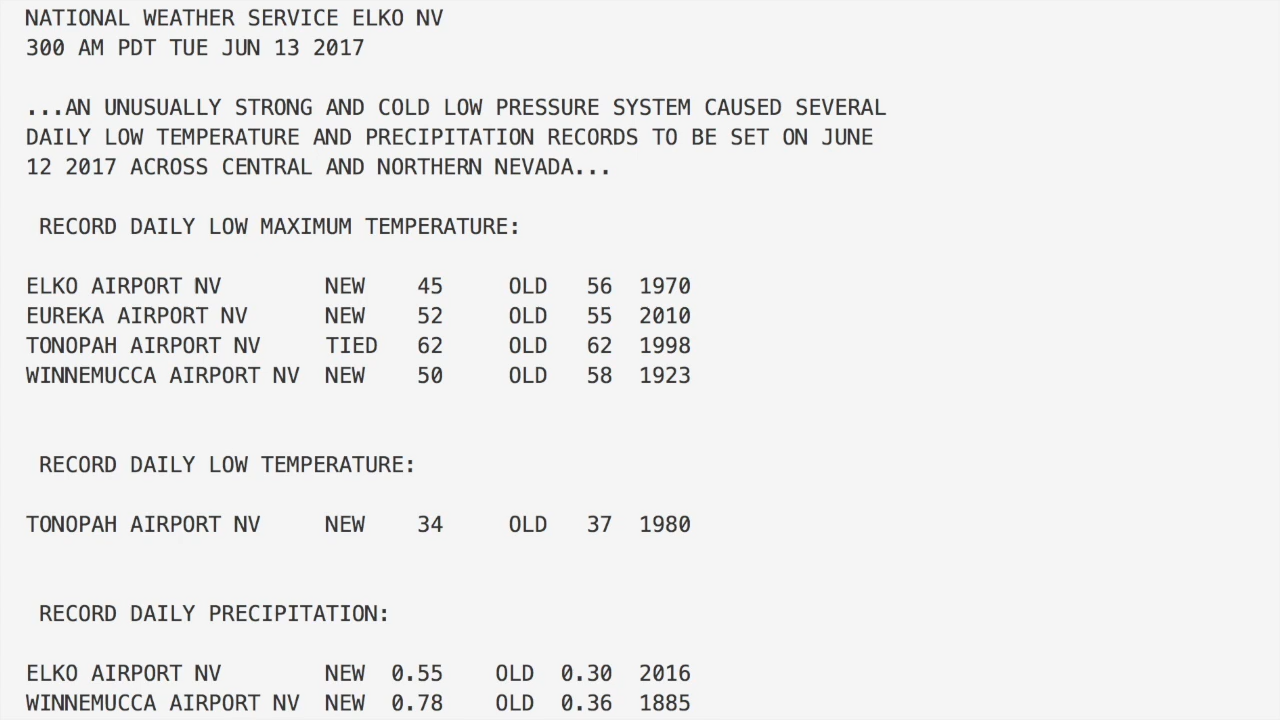 NATIONAL WEATHER SERVICE ELKO NV
300 AM PDT TUE JUN 13 2017
...AN UNUSUALLY STRONG AND COLD LOW PRESSURE SYSTEM CAUSED SEVERAL
DAILY LOW TEMPERATURE AND PRECIPITATION RECORDS TO BE SET ON JUNE
12 2017 ACROSS CENTRAL AND NORTHERN NEVADA...
RECORD DAILY LOW MAXIMUM TEMPERATURE:
ELKO AIRPORT NV NEW 45 OLD 56 1970
EUREKA AIRPORT NV NEW 52 OLD 55 2010
TONOPAH AIRPORT NV TIED 62 OLD 62 1998
WINNEMUCCA AIRPORT NV NEW 50 OLD 58 1923
RECORD DAILY LOW TEMPERATURE:
TONOPAH AIRPORT NV NEW 34 OLD 37 1980
RECORD DAILY PRECIPITATION:
ELKO AIRPORT NV NEW 0.55 OLD 0.30 2016
WINNEMUCCA AIRPORT NV NEW 0.78 OLD 0.36 1885